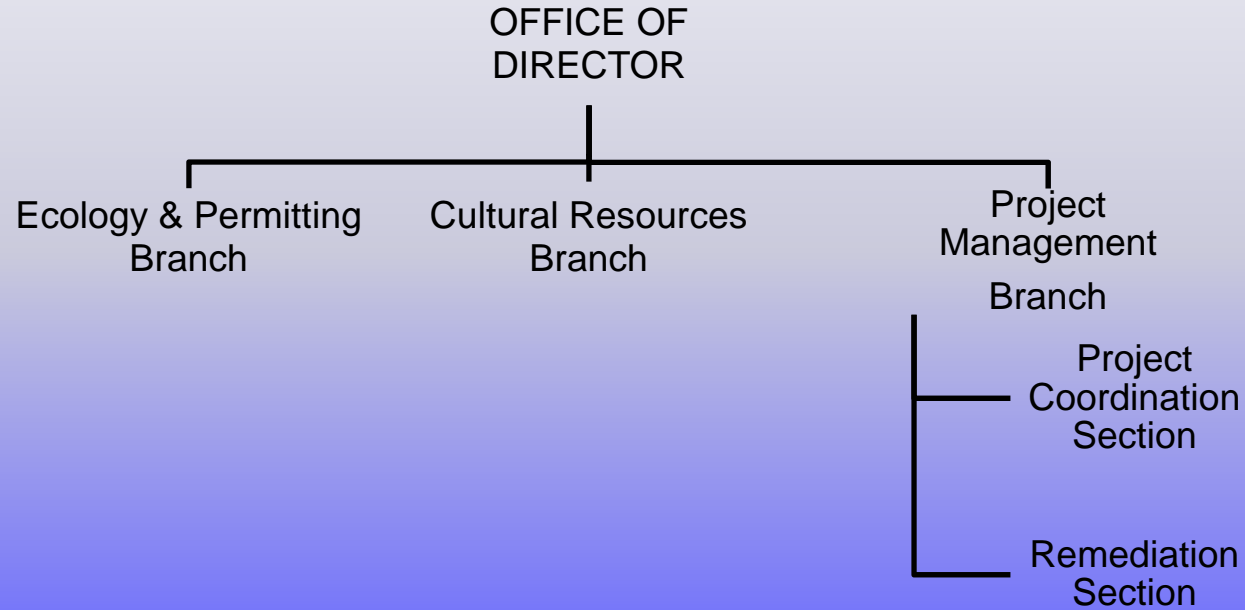 OFFICE OF
DIRECTOR
Ecology & Permitting
Branch
Cultural Resources
Branch
Project
Management
Branch
Project
Coordination
Section
Remediation
Section